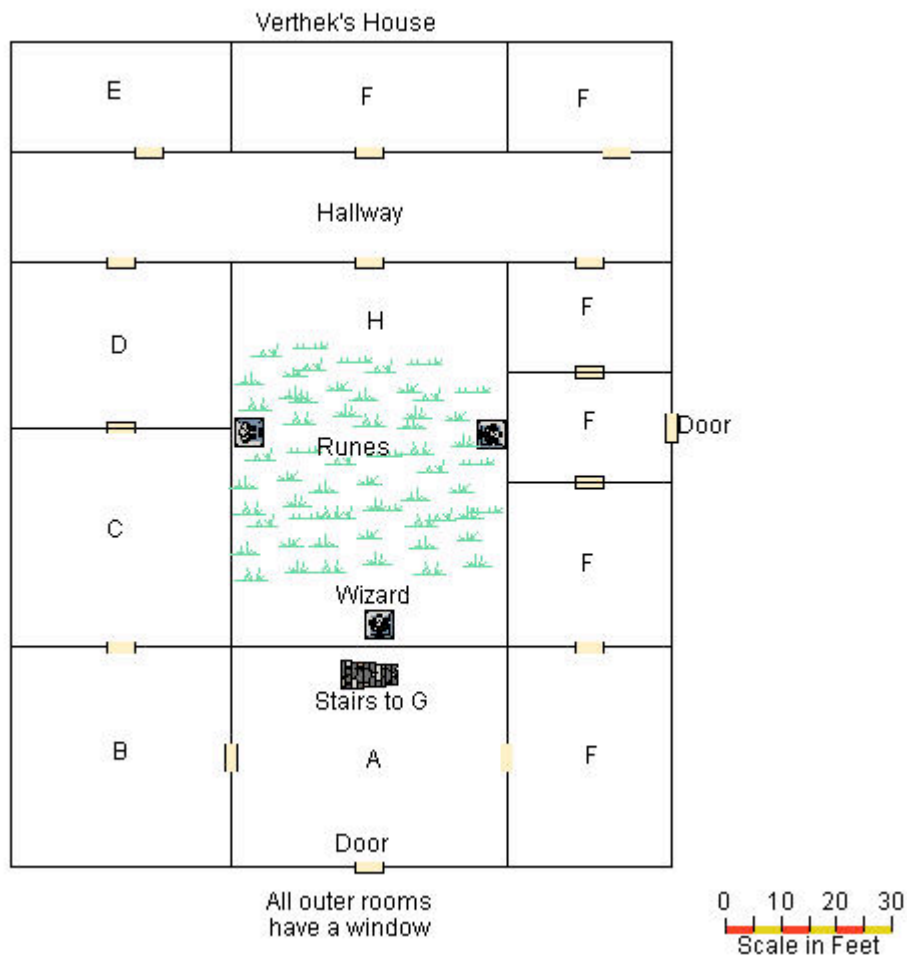 Verthek's House
E
F
F
Hallway
H
F
D
Runes
F
Door
C
F
Wizard
Stairs to G
B
A
F
Door
All outer rooms
have a window
0 10 20 30
Scale in Feet